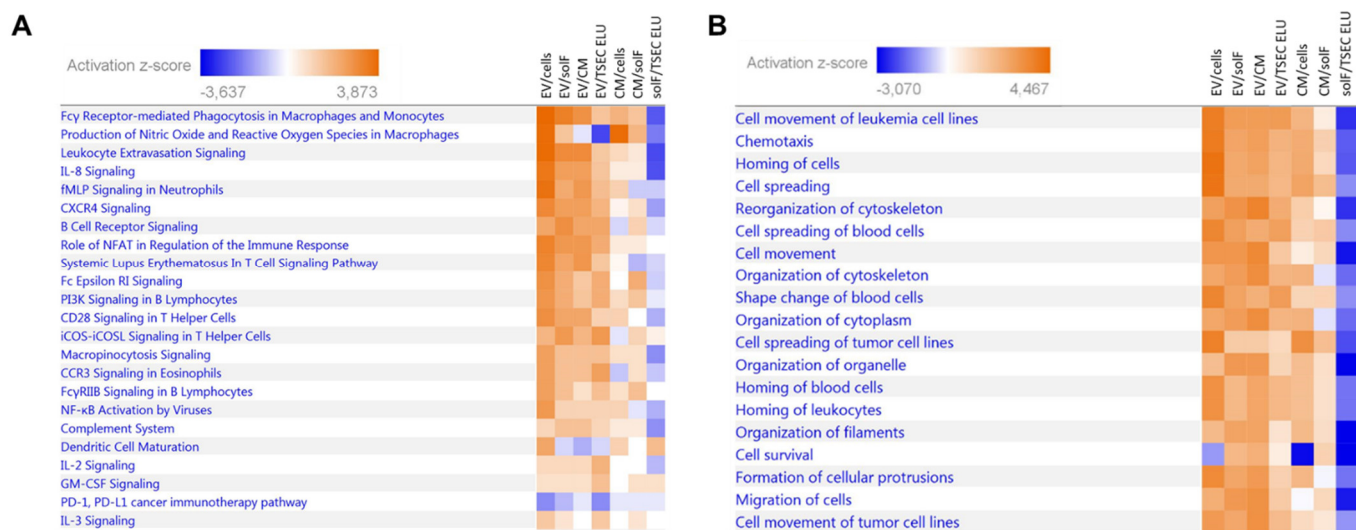 A
Activation z-score
-3,637 3,873
EV/cells
EV/solF
EV/CM
EV/TSEC ELU
CM/cells
CM/solF
solF/TSEC ELU
Fcγ Receptor-mediated Phagocytosis in Macrophages and Monocytes
Production of Nitric Oxide and Reactive Oxygen Species in Macrophages
Leukocyte Extravasation Signaling
IL-8 Signaling
fMLP Signaling in Neutrophils
CXCR4 Signaling
B Cell Receptor Signaling
Role of NFAT in Regulation of the Immune Response
Systemic Lupus Erythematosus In T Cell Signaling Pathway
Fc Epsilon RI Signaling
PI3K Signaling in B Lymphocytes
CD28 Signaling in T Helper Cells
iCOS-iCOSL Signaling in T Helper Cells
Macropinocytosis Signaling
CCR3 Signaling in Eosinophils
FcγRIIB Signaling in B Lymphocytes
NF-κB Activation by Viruses
Complement System
Dendritic Cell Maturation
IL-2 Signaling
GM-CSF Signaling
PD-1, PD-L1 cancer immunotherapy pathway
IL-3 Signaling
B
Activation z-score
-3,070 4,467
EV/cells
EV/solF
EV/CM
EV/TSEC ELU
CM/cells
CM/solF
solF/TSEC ELU
Cell movement of leukemia cell lines
Chemotaxis
Homing of cells
Cell spreading
Reorganization of cytoskeleton
Cell spreading of blood cells
Cell movement
Organization of cytoskeleton
Shape change of blood cells
Organization of cytoplasm
Cell spreading of tumor cell lines
Organization of organelle
Homing of blood cells
Homing of leukocytes
Organization of filaments
Cell survival
Formation of cellular protrusions
Migration of cells
Cell movement of tumor cell lines